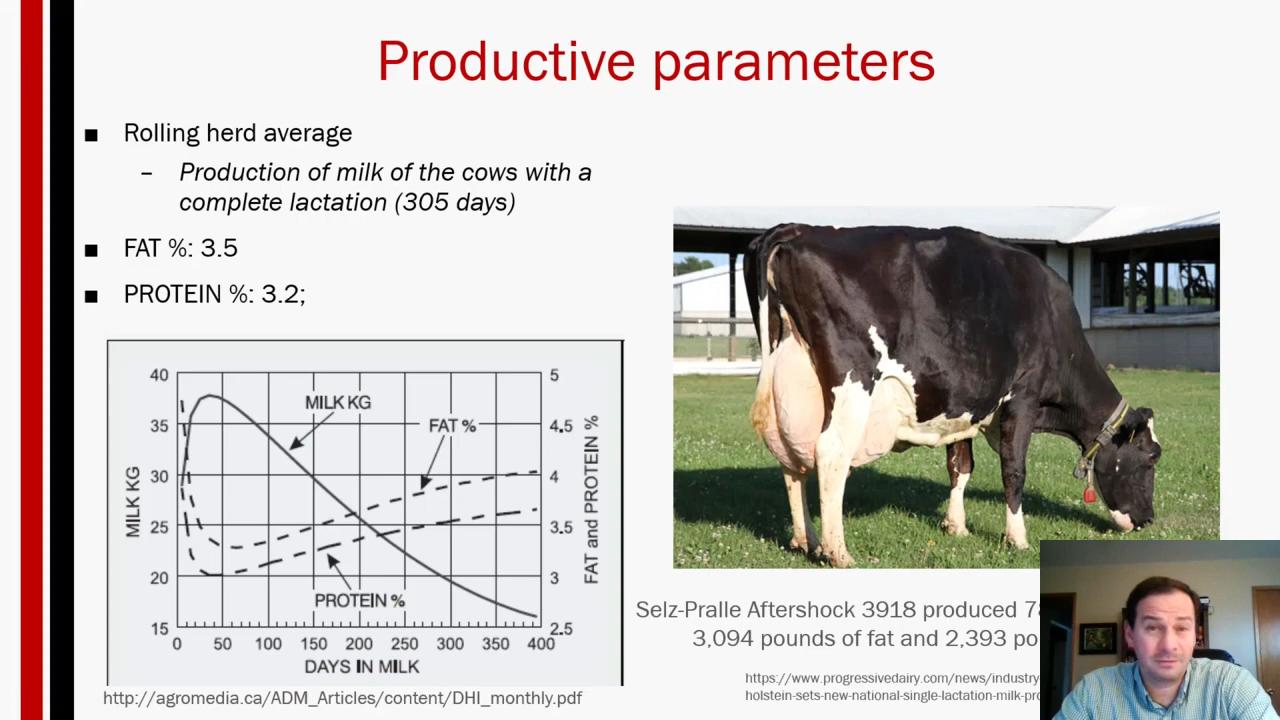 Productive parameters
■ Rolling herd average
– Production of milk of the cows with a
complete lactation (305 days)
■ FAT %: 3.5
■ PROTEIN %: 3.2;
40
35
30
25
20
15
MILK KG
MILK KG
FAT %
PROTEIN %
5
4.5
4
3.5
3
2.5
FAT and PROTEIN %
0 50 100 150 200 250 300 350 400
DAYS IN MILK
http://agromedia.ca/ADM_Articles/content/DHI_monthly.pdf
Selz-Pralle Aftershock 3918 produced
3,094 pounds of fat and 2,393
https://www.progressivedairy.com/news/industry
holstein-sets-new-national-single-lactation-milk